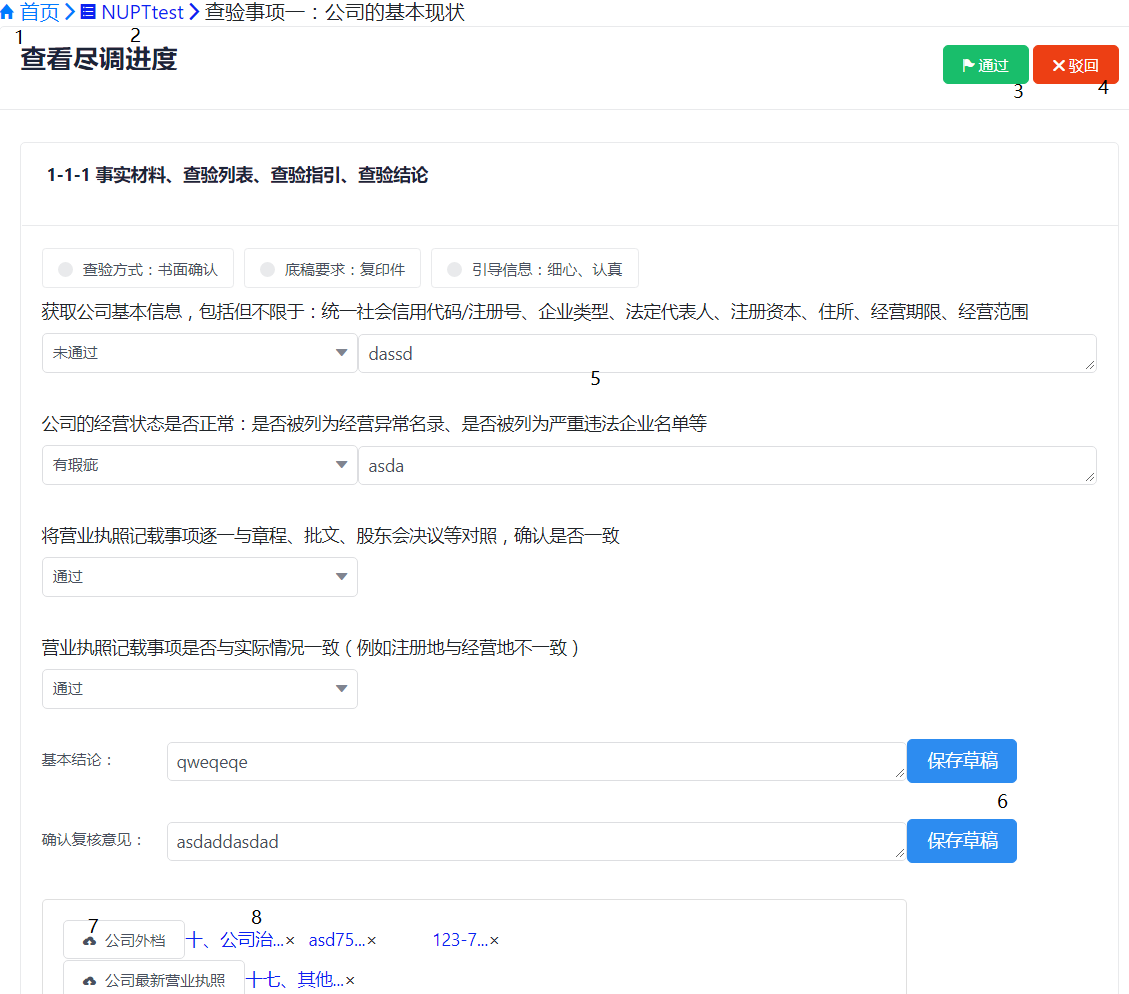 首页 NUPTtest 查验事项一：公司的基本现状
1 2
查看尽调进度
通过 驳回
3 4
1-1-1 事实材料、查验列表、查验指引、查验结论
查验方式：书面确认 底稿要求：复印件 引导信息：细心、认真
获取公司基本信息，包括但不限于：统一社会信用代码/注册号、企业类型、法定代表人、注册资本、住所、经营期限、经营范围
未通过 dassd
5
公司的经营状态是否正常：是否被列为经营异常名录、是否被列为严重违法企业名单等
有瑕疵 asda
将营业执照记载事项逐一与章程、批文、股东会决议等对照，确认是否一致
通过
营业执照记载事项是否与实际情况一致（例如注册地与经营地不一致）
通过
基本结论： qweqeqe 保存草稿
6
确认复核意见： asdaddasdad 保存草稿
7 8
公司外档 十、公司治...× asd75...× 123-7...×
公司最新营业执照 十七、其他...×